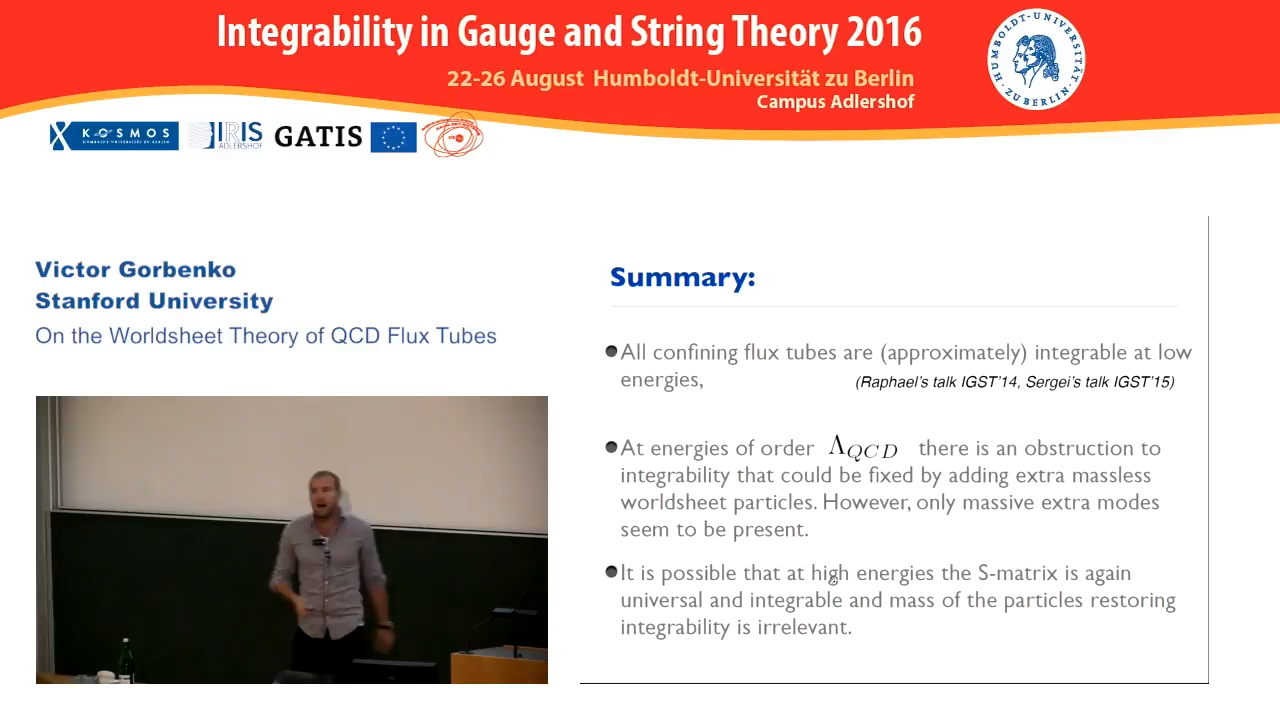 Integrability in Gauge and String Theory 2016
22-26 August Humboldt-Universität zu Berlin
Campus Adlershof
HUMBOLDT-UNIVERSITÄT ZU BERLIN
KOSMOS
HUMBOLDT-UNIVERSITÄT ZU BERLIN
IRIS
ADLERSHOF
GATIS
Victor Gorbenko
Stanford University
On the Worldsheet Theory of QCD Flux Tubes
Summary:
All confining flux tubes are (approximately) integrable at low
energies,
(Raphael's talk IGST'14, Sergei's talk IGST'15)
At energies of order Λ_QCD there is an obstruction to
integrability that could be fixed by adding extra massless
worldsheet particles. However, only massive extra modes
seem to be present.
It is possible that at high energies the S-matrix is again
universal and integrable and mass of the particles restoring
integrability is irrelevant.